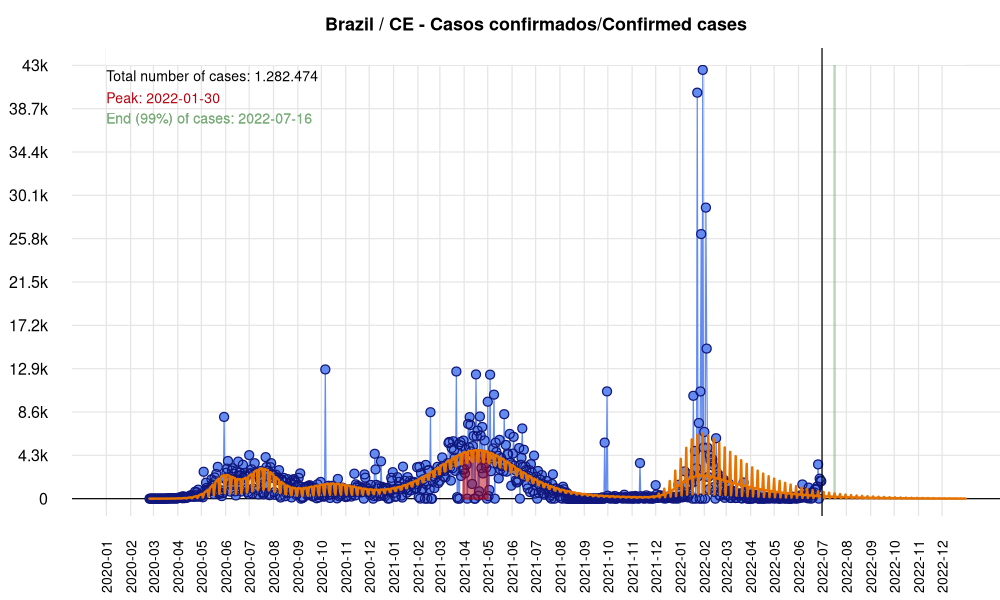 Brazil / CE - Casos confirmados/Confirmed cases
Total number of cases: 1.282.474
Peak: 2022-01-30
End (99%) of cases: 2022-07-16
43k
38.7k
34.4k
30.1k
25.8k
21.5k
17.2k
12.9k
8.6k
4.3k
0
2020-01
2020-02
2020-03
2020-04
2020-05
2020-06
2020-07
2020-08
2020-09
2020-10
2020-11
2020-12
2021-01
2021-02
2021-03
2021-04
2021-05
2021-06
2021-07
2021-08
2021-09
2021-10
2021-11
2021-12
2022-01
2022-02
2022-03
2022-04
2022-05
2022-06
2022-07
2022-08
2022-09
2022-10
2022-11
2022-12